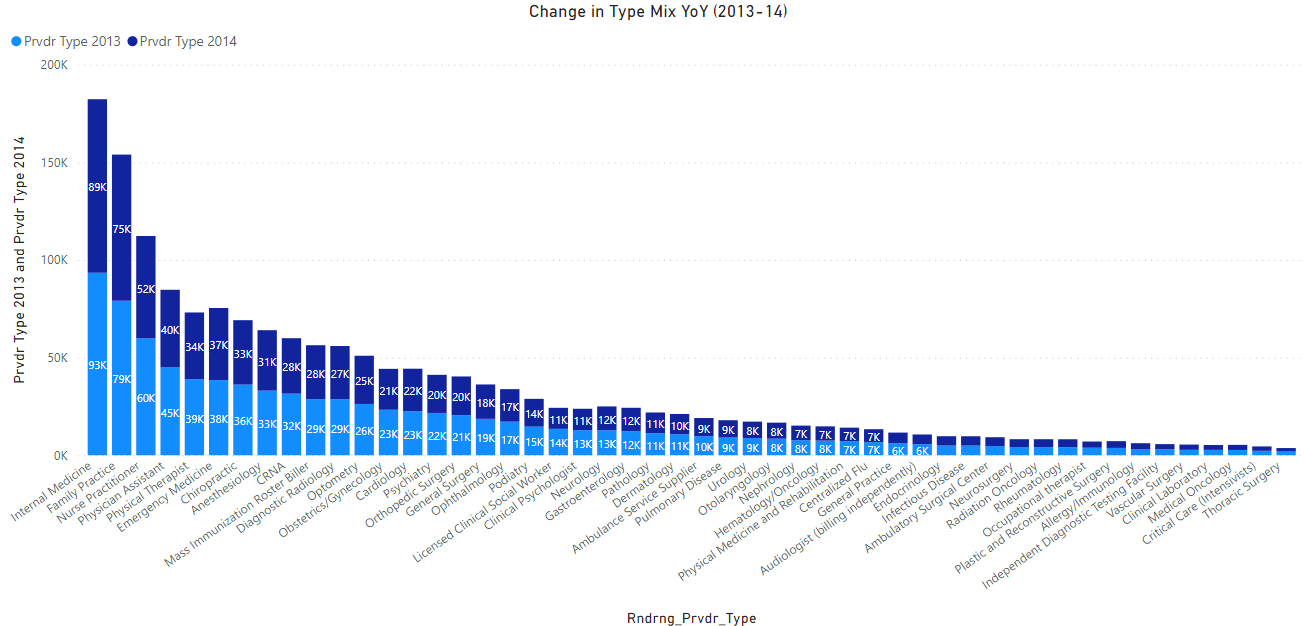 Change in Type Mix YoY (2013-14)
Prvdr Type 2013
Prvdr Type 2014
Prvdr Type 2013 and Prvdr Type 2014
200K
150K
100K
50K
0K
89K
75K
52K
40K
34K
37K
33K
31K
28K
28K
27K
25K
21K
22K
20K
20K
18K
17K
14K
11K
11K
12K
12K
11K
10K
9K
9K
8K
8K
7K
7K
7K
7K
93K
79K
60K
45K
39K
38K
36K
33K
32K
29K
29K
26K
23K
23K
22K
21K
19K
17K
15K
14K
13K
13K
12K
11K
11K
10K
9K
9K
8K
8K
8K
7K
7K
6K
6K
Internal Medicine
Family Practice
Nurse Practitioner
Physician Assistant
Physical Therapist
Emergency Medicine
Chiropractic
Anesthesiology
CRNA
Mass Immunization Roster Biller
Diagnostic Radiology
Optometry
Obstetrics/Gynecology
Cardiology
Psychiatry
Orthopedic Surgery
General Surgery
Ophthalmology
Podiatry
Licensed Clinical Social Worker
Clinical Psychologist
Neurology
Gastroenterology
Pathology
Dermatology
Ambulance Service Supplier
Pulmonary Disease
Urology
Otolaryngology
Nephrology
Hematology/Oncology
Physical Medicine and Rehabilitation
Centralized Flu
General Practice
Audiologist (billing independently)
Endocrinology
Infectious Disease
Ambulatory Surgical Center
Neurosurgery
Radiation Oncology
Rheumatology
Occupational therapist
Plastic and Reconstructive Surgery
Allergy/Immunology
Independent Diagnostic Testing Facility
Vascular Surgery
Clinical Laboratory
Medical Oncology
Critical Care (Intensivists)
Thoracic Surgery
Rndrng_Prvdr_Type